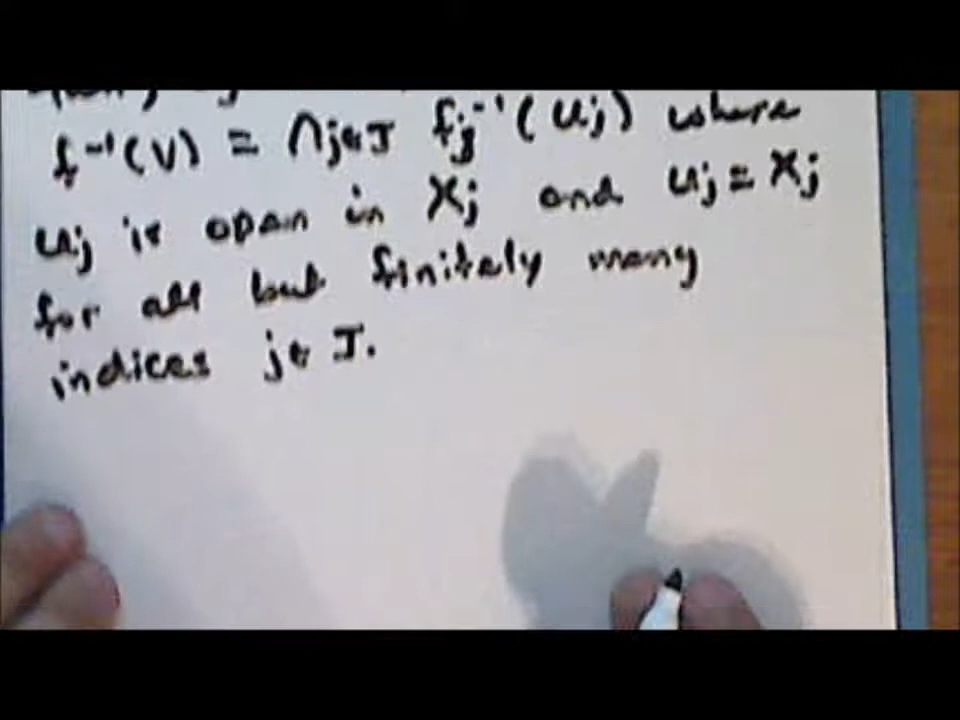 f⁻¹(V) = ∩j∈J fj⁻¹(Uj) where
Uj is open in Xj and Uj = Xj
for all but finitely many
indices j∈J.